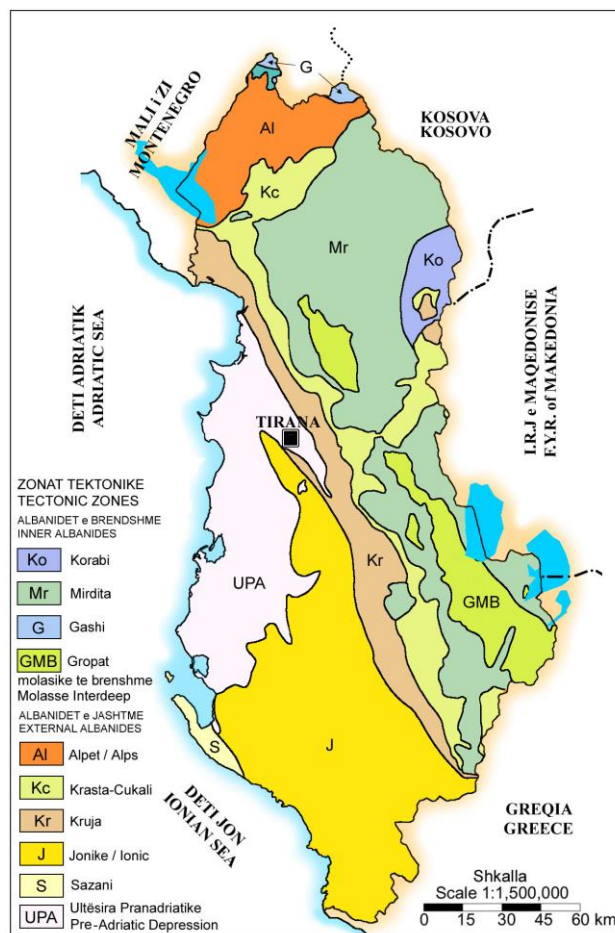 G
MALI i ZI
MONTENEGRO
KOSOVA
KOSOVO
Al
Kc
Mr
Ko
DETI ADRIATIK
ADRIATIC SEA
I.R.J e MAQEDONISE
F.Y.R. of MAKEDONIA
TIRANA
ZONAT TEKTONIKE
TECTONIC ZONES
ALBANIDET e BRENDSHME
INNER ALBANIDES
Ko Korabi
Mr Mirdita
G Gashi
GMB Gropat
molasike te brenshme
Molasse Interdeep
ALBANIDET e JASHTME
EXTERNAL ALBANIDES
Al Alpet / Alps
Kc Krasta-Cukali
Kr Kruja
J Jonike / Ionic
S Sazani
UPA Ultësira Pranadriatike
Pre-Adriatic Depression
UPA
Kr
GMB
J
S
DETI JON
IONIAN SEA
GREQIA
GREECE
Shkalla
Scale 1:1,500,000
0 15 30 45 60 km